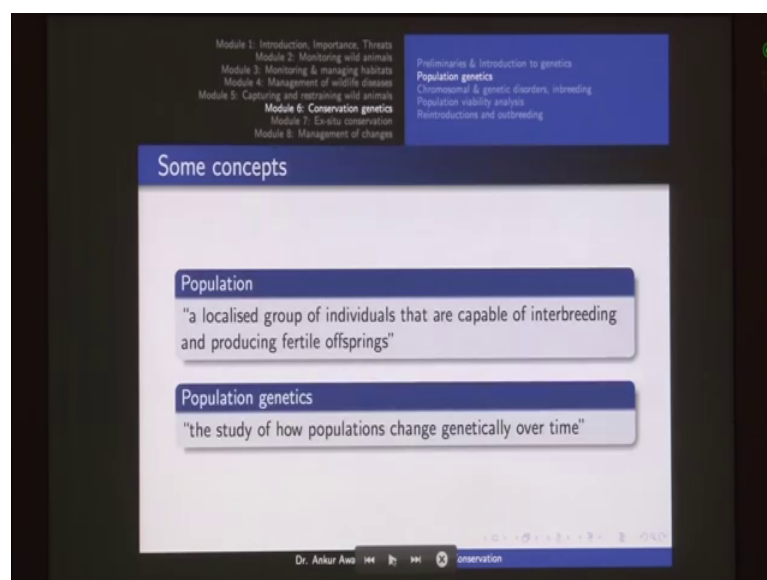 Module 1: Introduction, Importance, Threats
Module 2: Monitoring wild animals
Module 3: Monitoring & managing habitats
Module 4: Management of wildlife diseases
Module 5: Capturing and restraining wild animals
Module 6: Conservation genetics
Module 7: Ex-situ conservation
Module 8: Management of changes
Preliminaries & Introduction to genetics
Population genetics
Chromosomal & genetic disorders, inbreeding
Population viability analysis
Reintroductions and outbreeding
Some concepts
Population
“a localised group of individuals that are capable of interbreeding
and producing fertile offsprings”
Population genetics
“the study of how populations change genetically over time”
Dr. Ankur Awa onservation